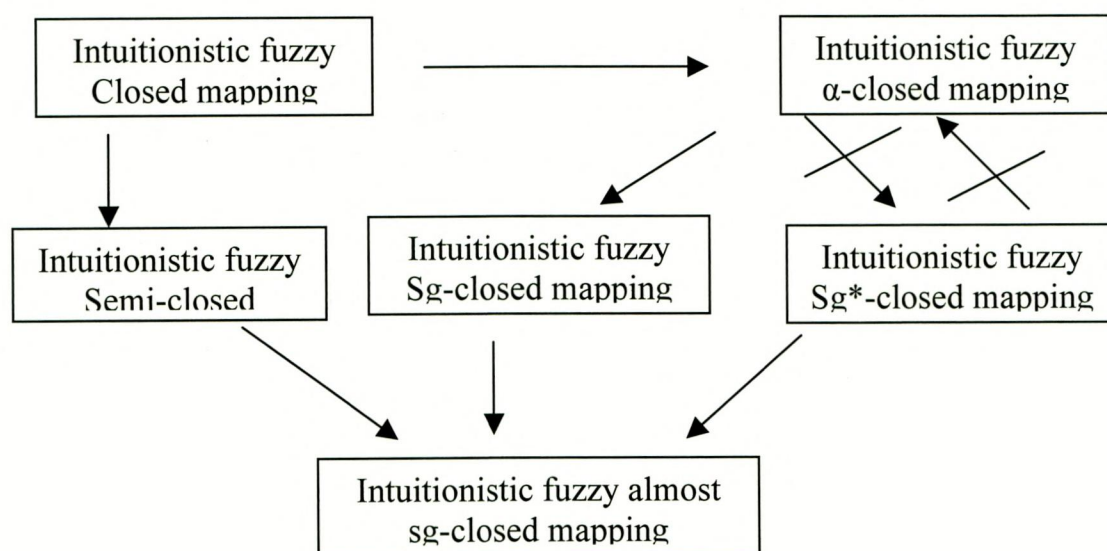 Intuitionistic fuzzy
Closed mapping
Intuitionistic fuzzy
α-closed mapping
Intuitionistic fuzzy
Semi-closed
Intuitionistic fuzzy
Sg-closed mapping
Intuitionistic fuzzy
Sg*-closed mapping
Intuitionistic fuzzy almost
sg-closed mapping